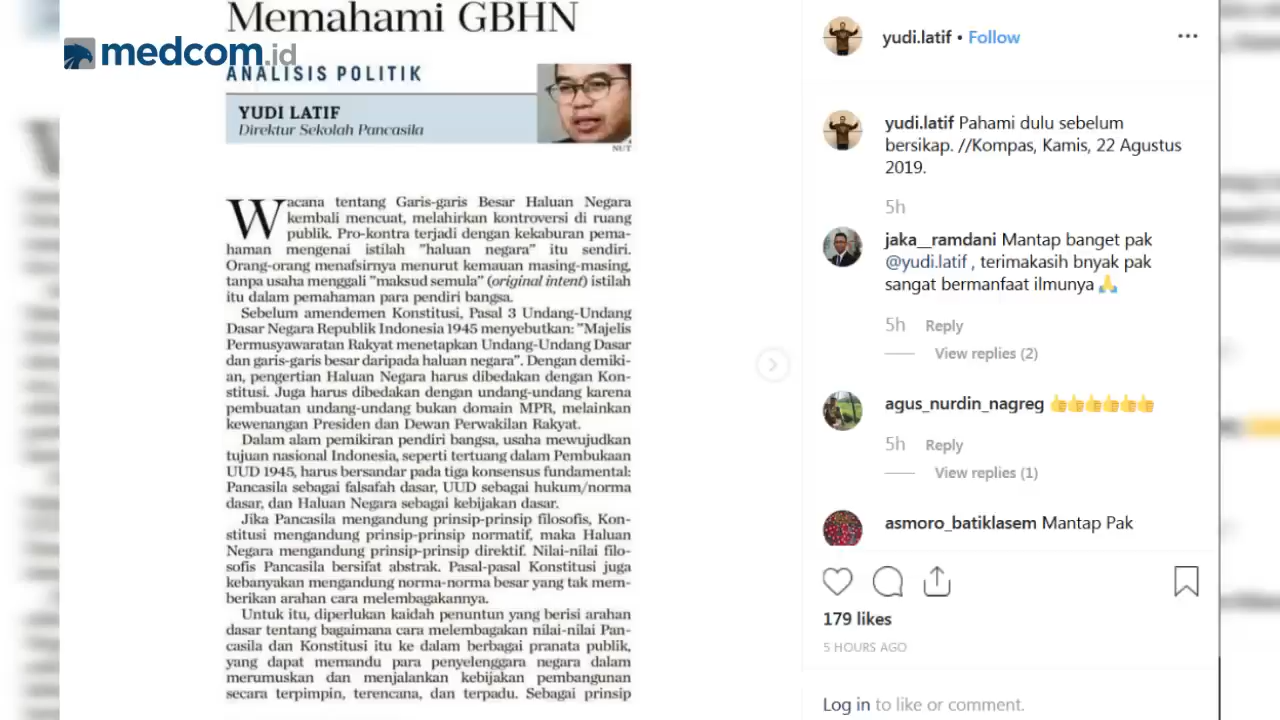 Memahami GBHN
medcom.id
ANALISIS POLITIK
YUDI LATIF
Direktur Sekolah Pancasila
NUT
Wacana tentang Garis-garis Besar Haluan Negara
kembali mencuat, melahirkan kontroversi di ruang
publik. Pro-kontra terjadi dengan kekaburan pema-
haman mengenai istilah "haluan negara" itu sendiri.
Orang-orang menafsirnya menurut kemauan masing-masing,
tanpa usaha menggali "maksud semula" (original intent) istilah
itu dalam pemahaman para pendiri bangsa.
Sebelum amendemen Konstitusi, Pasal 3 Undang-Undang
Dasar Negara Republik Indonesia 1945 menyebutkan: "Majelis
Permusyawaratan Rakyat menetapkan Undang-Undang Dasar
dan garis-garis besar daripada haluan negara". Dengan demiki-
an, pengertian Haluan Negara harus dibedakan dengan Kon-
stitusi. Juga harus dibedakan dengan undang-undang karena
pembuatan undang-undang bukan domain MPR, melainkan
kewenangan Presiden dan Dewan Perwakilan Rakyat.
Dalam alam pemikiran pendiri bangsa, usaha mewujudkan
tujuan nasional Indonesia, seperti tertuang dalam Pembukaan
UUD 1945, harus bersandar pada tiga konsensus fundamental:
Pancasila sebagai falsafah dasar, UUD sebagai hukum/norma
dasar, dan Haluan Negara sebagai kebijakan dasar.
Jika Pancasila mengandung prinsip-prinsip filosofis, Kon-
stitusi mengandung prinsip-prinsip normatif, maka Haluan
Negara mengandung prinsip-prinsip direktif. Nilai-nilai filo-
sofis Pancasila bersifat abstrak. Pasal-pasal Konstitusi juga
kebanyakan mengandung norma-norma besar yang tak mem-
berikan arahan cara melembagakannya.
Untuk itu, diperlukan kaidah penuntun yang berisi arahan
dasar tentang bagaimana cara melembagakan nilai-nilai Pan-
casila dan Konstitusi itu ke dalam berbagai pranata publik,
yang dapat memandu para penyelenggara negara dalam
merumuskan dan menjalankan kebijakan pembangunan
secara terpimpin, terencana, dan terpadu. Sebagai prinsip
yudi.latif • Follow
yudi.latif Pahami dulu sebelum
bersikap. //Kompas, Kamis, 22 Agustus
2019.
5h
jaka__ramdani Mantap banget pak
@yudi.latif , terimakasih bnyak pak
sangat bermanfaat ilmunya 🙏
5h Reply
View replies (2)
agus_nurdin_nagreg 👍👍👍👍👍👍
5h Reply
View replies (1)
asmoro_batiklasem Mantap Pak
179 likes
5 HOURS AGO
Log in to like or comment.